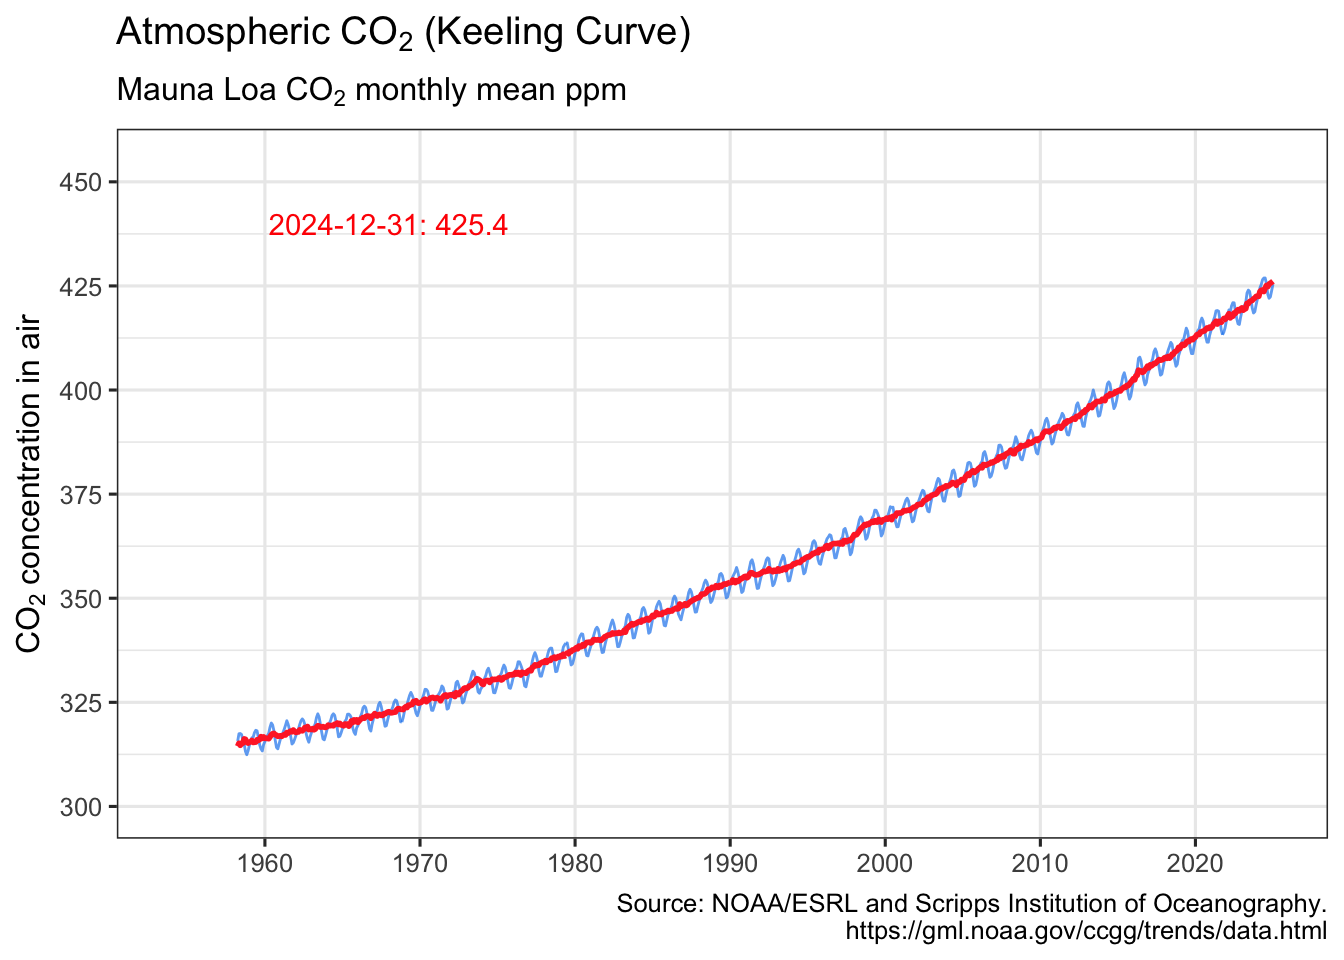 Atmospheric CO₂ (Keeling Curve)
Mauna Loa CO₂ monthly mean ppm
CO₂ concentration in air
450
425
400
375
350
325
300
2024-12-31: 425.4
1960 1970 1980 1990 2000 2010 2020
Source: NOAA/ESRL and Scripps Institution of Oceanography.
https://gml.noaa.gov/ccgg/trends/data.html